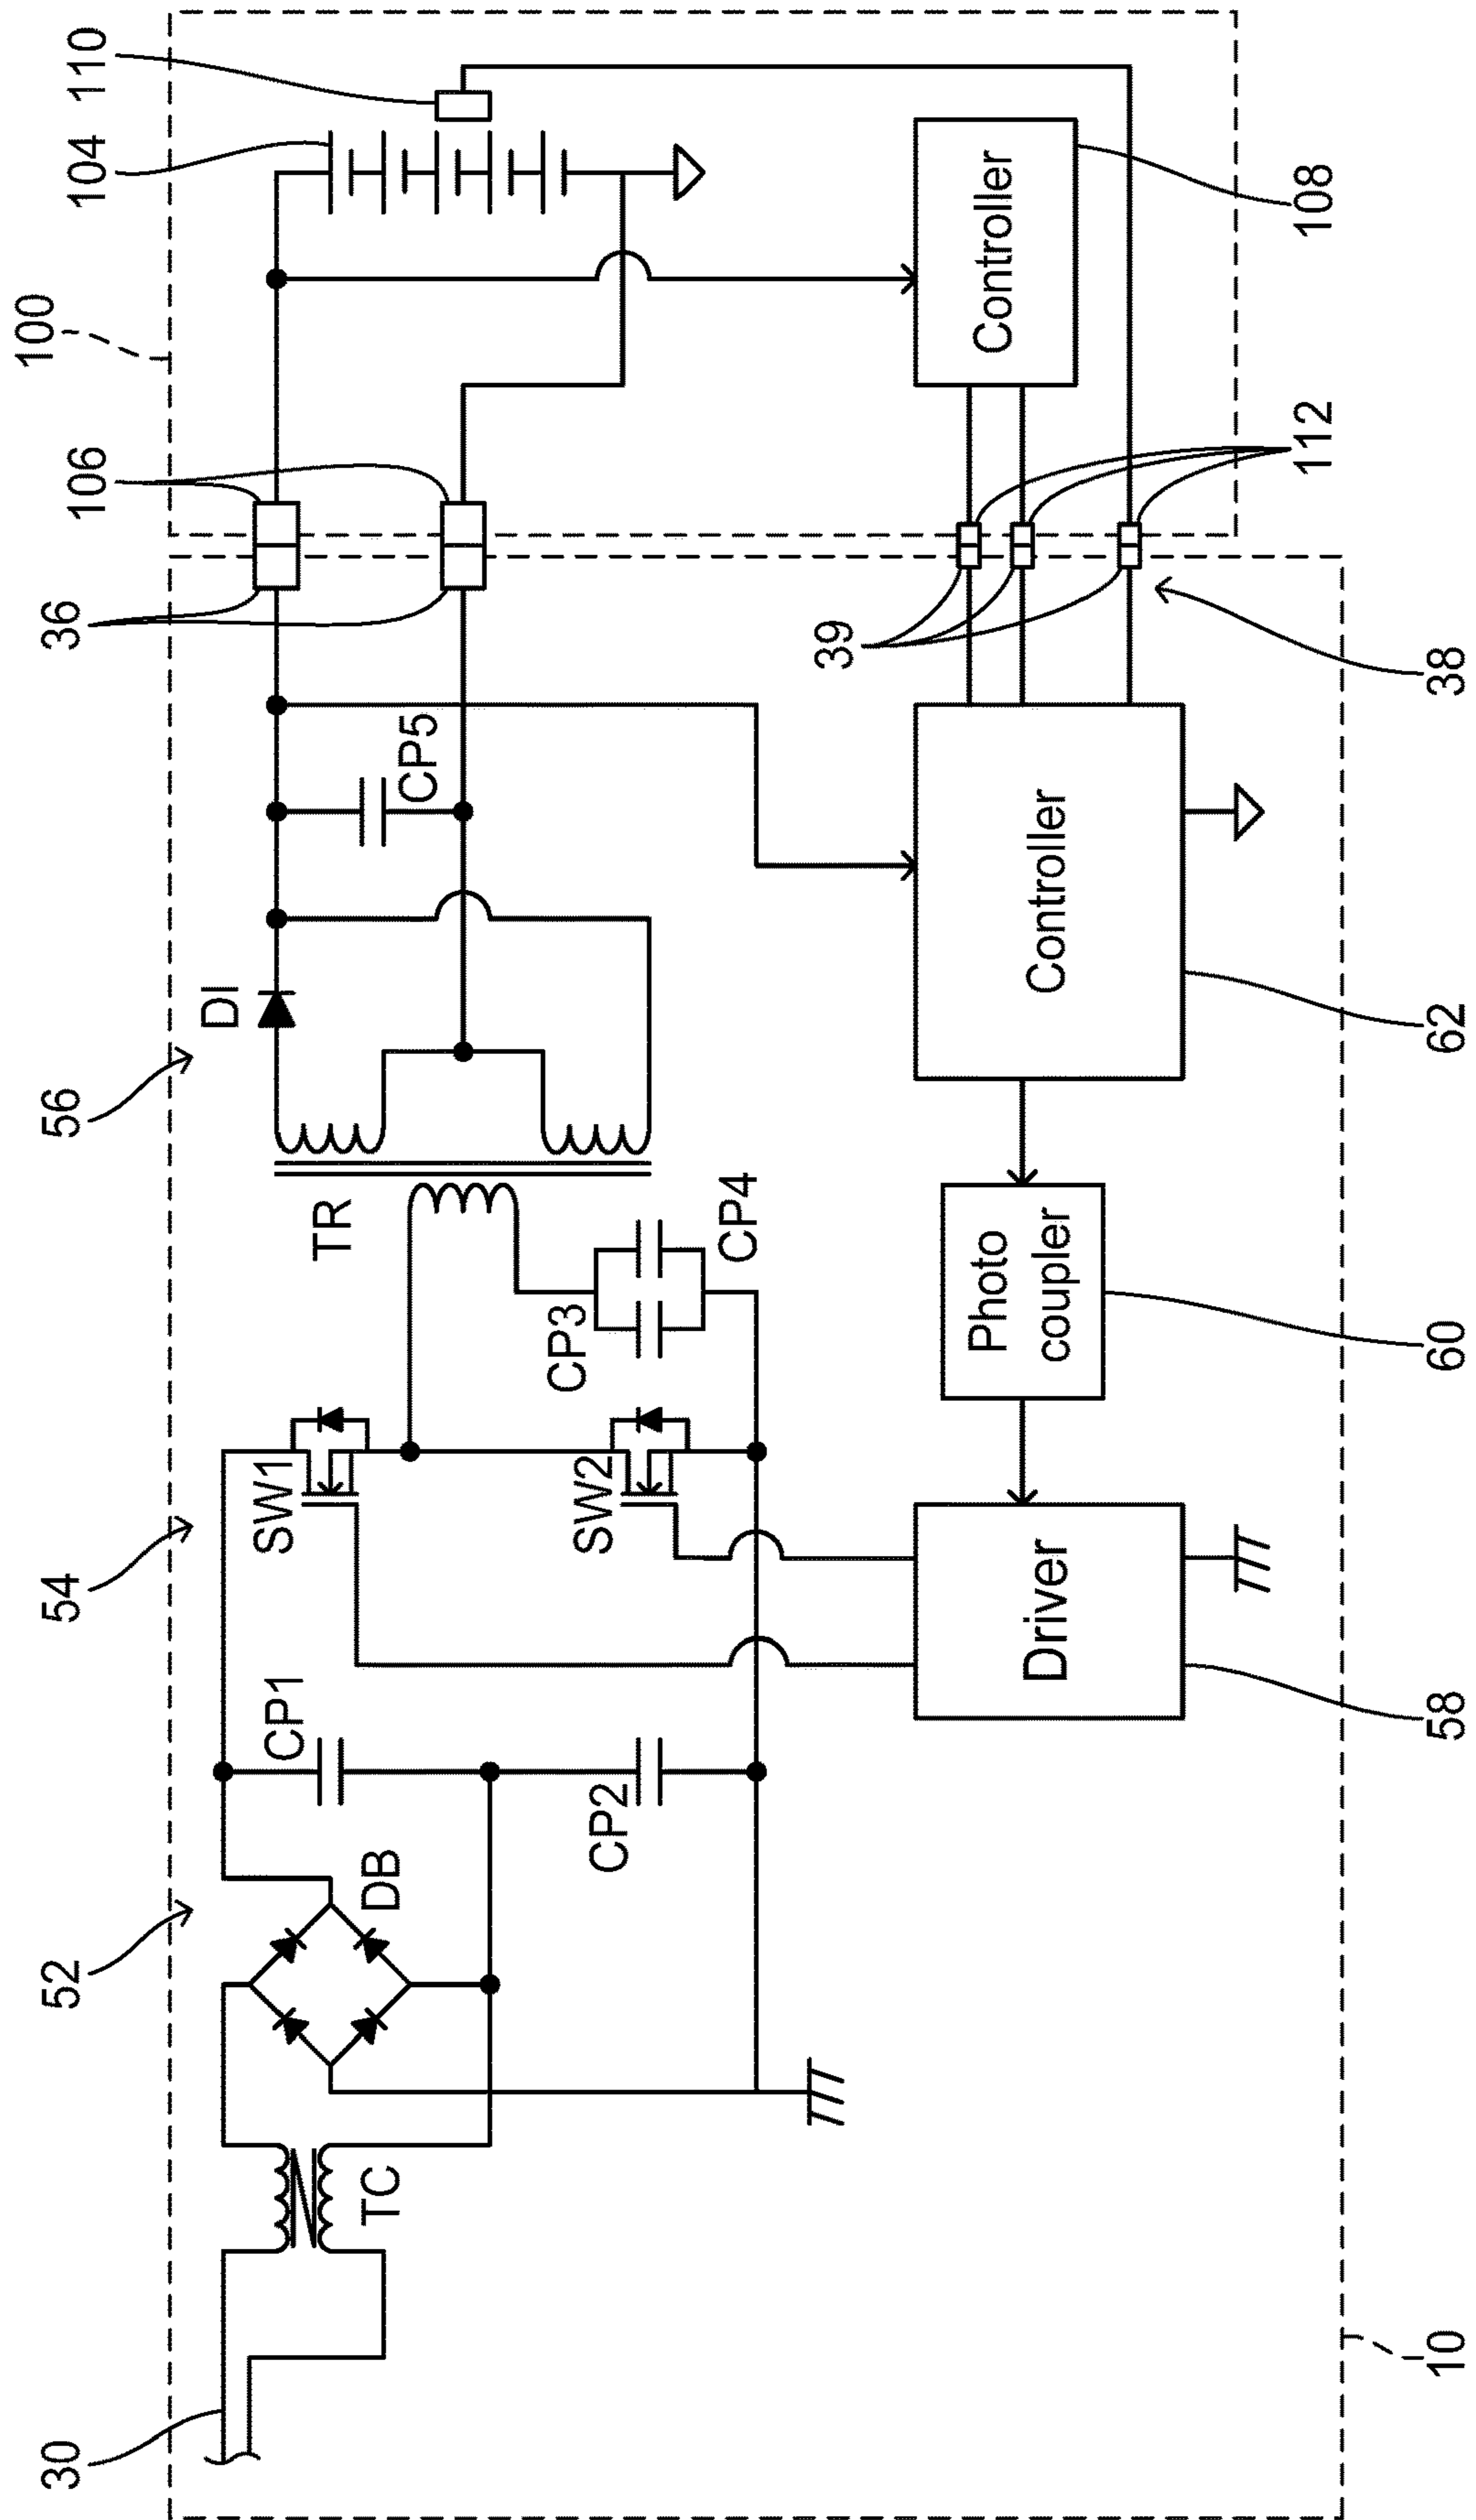 100
110
104
106
36
56
54
52
30
DI
CP5
TR
CP4
CP3
SW1
SW2
CP1
CP2
DB
TC
39
112
38
108
62
60
58
10
Controller
Controller
Photo
coupler
Driver